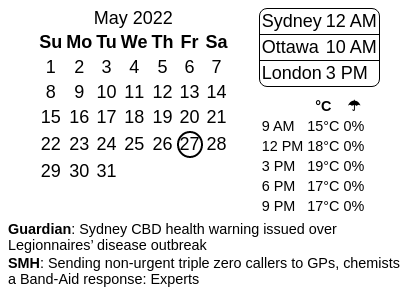 May 2022
Su Mo Tu We Th Fr Sa
1 2 3 4 5 6 7
8 9 10 11 12 13 14
15 16 17 18 19 20 21
22 23 24 25 26 27 28
29 30 31
Sydney 12 AM
Ottawa 10 AM
London 3 PM
°C ☂
9 AM 15°C 0%
12 PM 18°C 0%
3 PM 19°C 0%
6 PM 17°C 0%
9 PM 17°C 0%
Guardian: Sydney CBD health warning issued over
Legionnaires’ disease outbreak
SMH: Sending non-urgent triple zero callers to GPs, chemists
a Band-Aid response: Experts